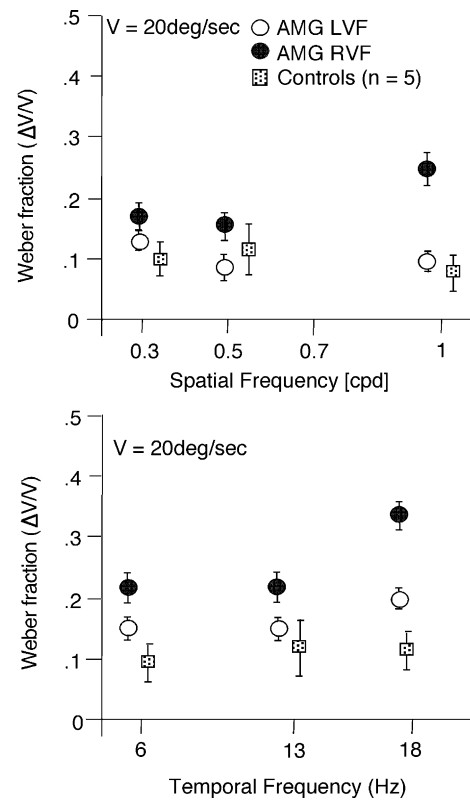 .5
V = 20deg/sec
AMG LVF
AMG RVF
Controls (n = 5)
.4
.3
.2
.1
0
Weber fraction (ΔV/V)
0.3 0.5 0.7 1
Spatial Frequency [cpd]
.5
V = 20deg/sec
.4
.3
.2
.1
0
Weber fraction (ΔV/V)
6 13 18
Temporal Frequency (Hz)